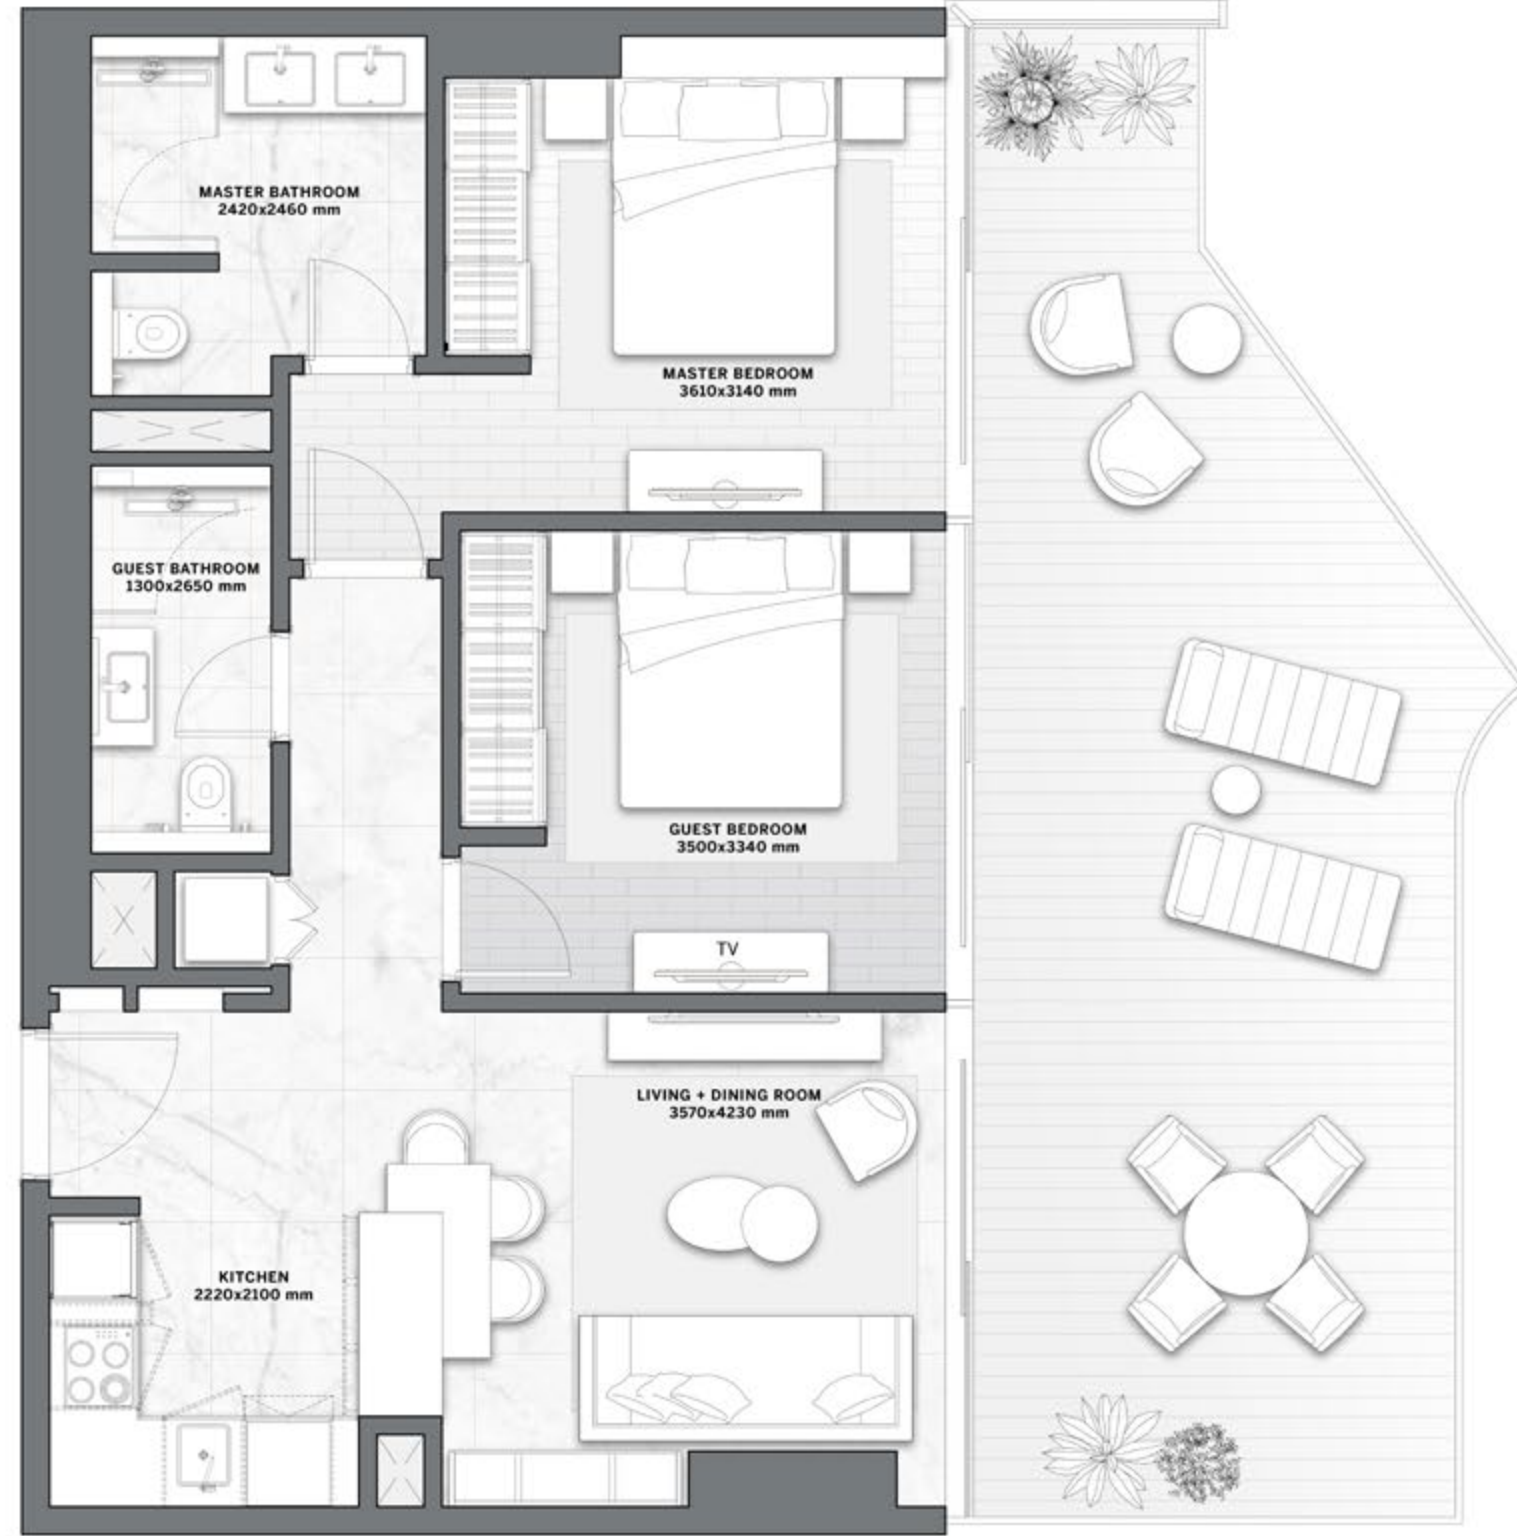 MASTER BATHROOM
2420x2460 mm
MASTER BEDROOM
3610x3140 mm
GUEST BATHROOM
1300x2650 mm
GUEST BEDROOM
3500x3340 mm
TV
LIVING + DINING ROOM
3570x4230 mm
KITCHEN
2220x2100 mm